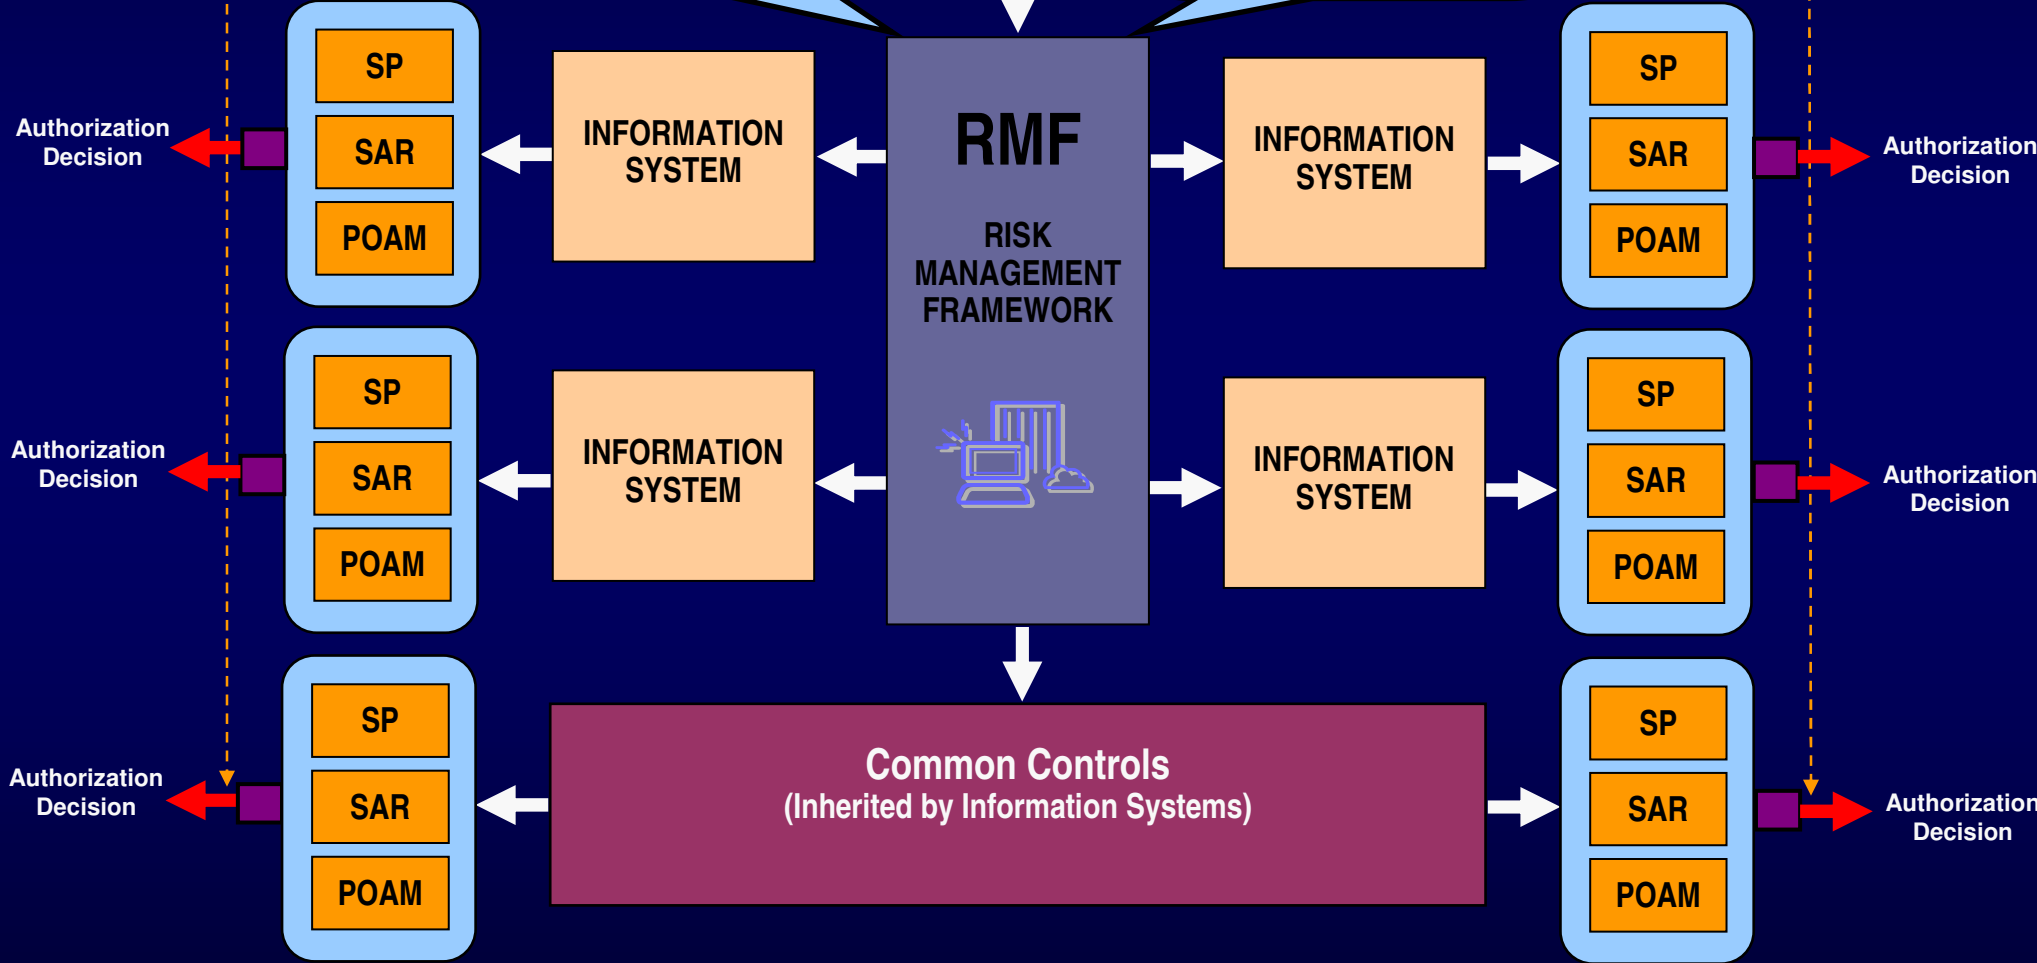 SP
SAR
POAM
Authorization
Decision
INFORMATION
SYSTEM
RMF
RISK
MANAGEMENT
FRAMEWORK
INFORMATION
SYSTEM
SP
SAR
POAM
Authorization
Decision
SP
SAR
POAM
Authorization
Decision
INFORMATION
SYSTEM
INFORMATION
SYSTEM
SP
SAR
POAM
Authorization
Decision
SP
SAR
POAM
Authorization
Decision
Common Controls
(Inherited by Information Systems)
SP
SAR
POAM
Authorization
Decision